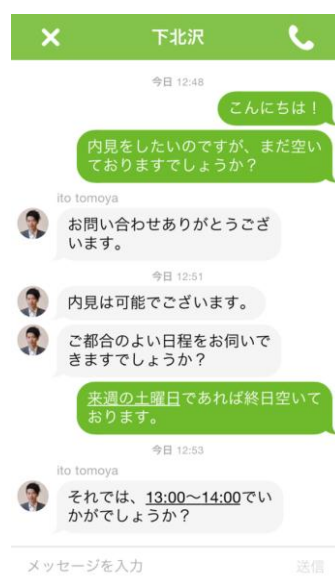 下北沢
今日 12:48
こんにちは！
内見をしたいのですが、まだ空い
ておりますでしょうか？
ito tomoya
お問い合わせありがとうござ
います。
今日 12:51
内見は可能でございます。
ご都合のよい日程をお伺いで
きますでしょうか？
来週の土曜日であれば終日空いて
おります。
今日 12:53
ito tomoya
それでは、13:00〜14:00でい
かがでしょうか？
メッセージを入力
送信